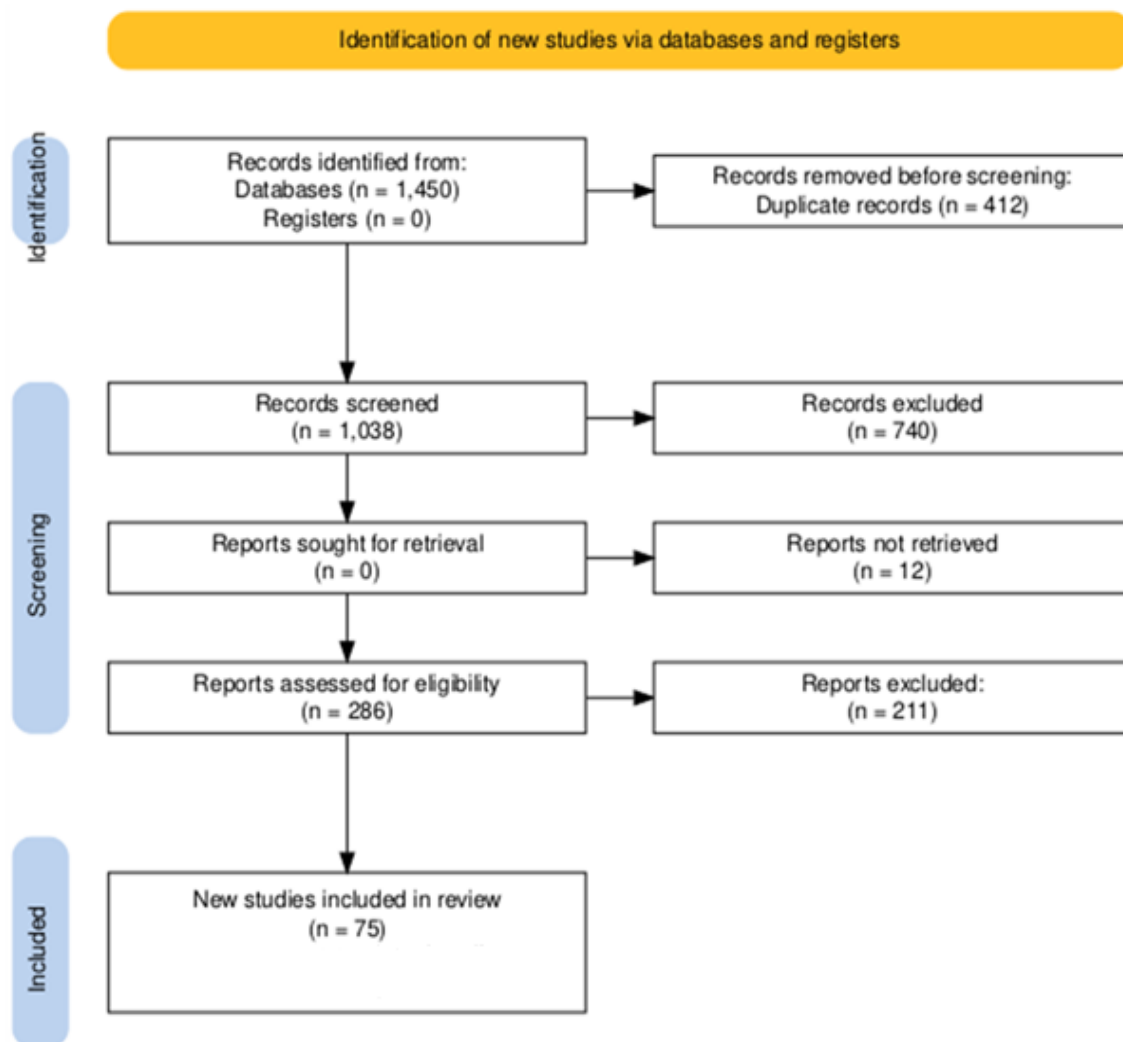 Identification of new studies via databases and registers
Identification
Records identified from:
Databases (n = 1,450)
Registers (n = 0)
Records removed before screening:
Duplicate records (n = 412)
Screening
Records screened
(n = 1,038)
Records excluded
(n = 740)
Reports sought for retrieval
(n = 0)
Reports not retrieved
(n = 12)
Reports assessed for eligibility
(n = 286)
Reports excluded:
(n = 211)
Included
New studies included in review
(n = 75)